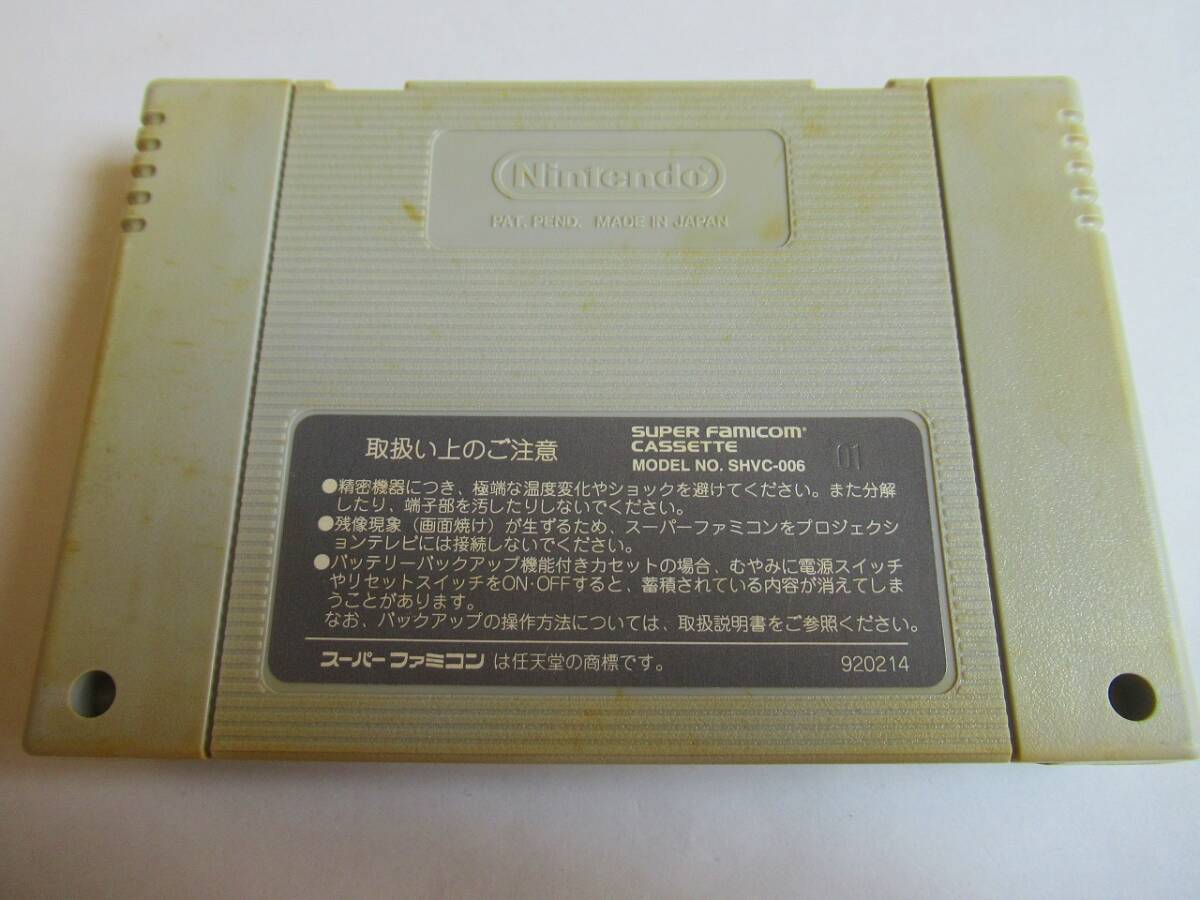 Nintendo
PAT. PEND. MADE IN JAPAN
取扱い上のご注意
SUPER FAMICOM
CASSETTE
MODEL NO. SHVC-006
01
●精密機器につき、極端な温度変化やショックを避けてください。また分解
したり、端子部を汚したりしないでください。
●残像現象（画面焼け）が生ずるため、スーパーファミコンをプロジェクシ
ョンテレビには接続しないでください。
●バッテリーバックアップ機能付きカセットの場合、むやみに電源スイッチ
やリセットスイッチをON・OFFすると、蓄積されている内容が消えてしま
うことがあります。
なお、バックアップの操作方法については、取扱説明書をご参照ください。
スーパーファミコン は任天堂の商標です。
920214